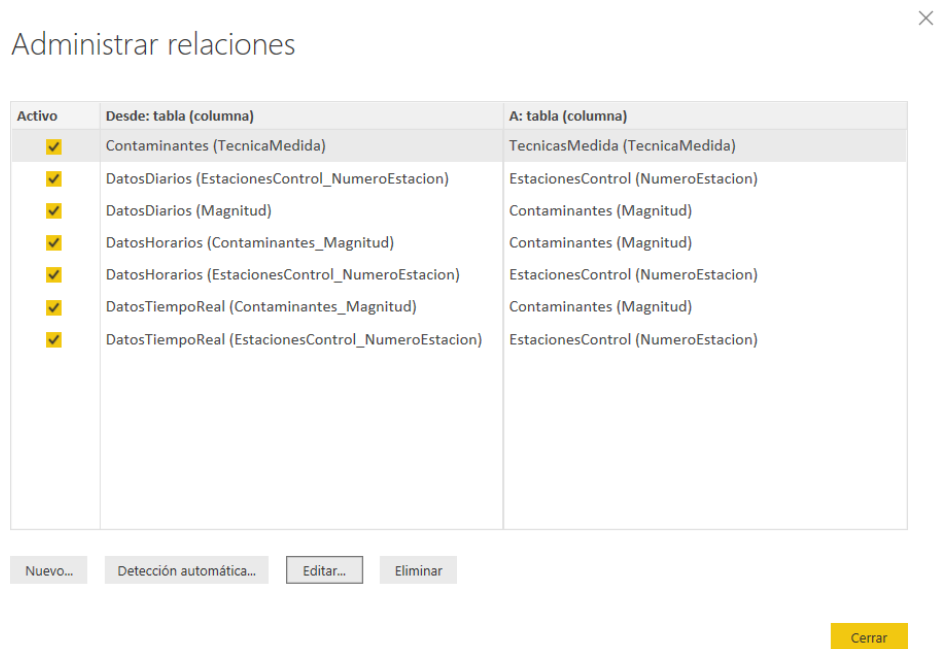 Administrar relaciones
Activo Desde: tabla (columna) A: tabla (columna)
Contaminantes (TecnicaMedida) TecnicasMedida (TecnicaMedida)
DatosDiarios (EstacionesControl_NumeroEstacion) EstacionesControl (NumeroEstacion)
DatosDiarios (Magnitud) Contaminantes (Magnitud)
DatosHorarios (Contaminantes_Magnitud) Contaminantes (Magnitud)
DatosHorarios (EstacionesControl_NumeroEstacion) EstacionesControl (NumeroEstacion)
DatosTiempoReal (Contaminantes_Magnitud) Contaminantes (Magnitud)
DatosTiempoReal (EstacionesControl_NumeroEstacion) EstacionesControl (NumeroEstacion)
Nuevo... Detección automática... Editar... Eliminar
Cerrar